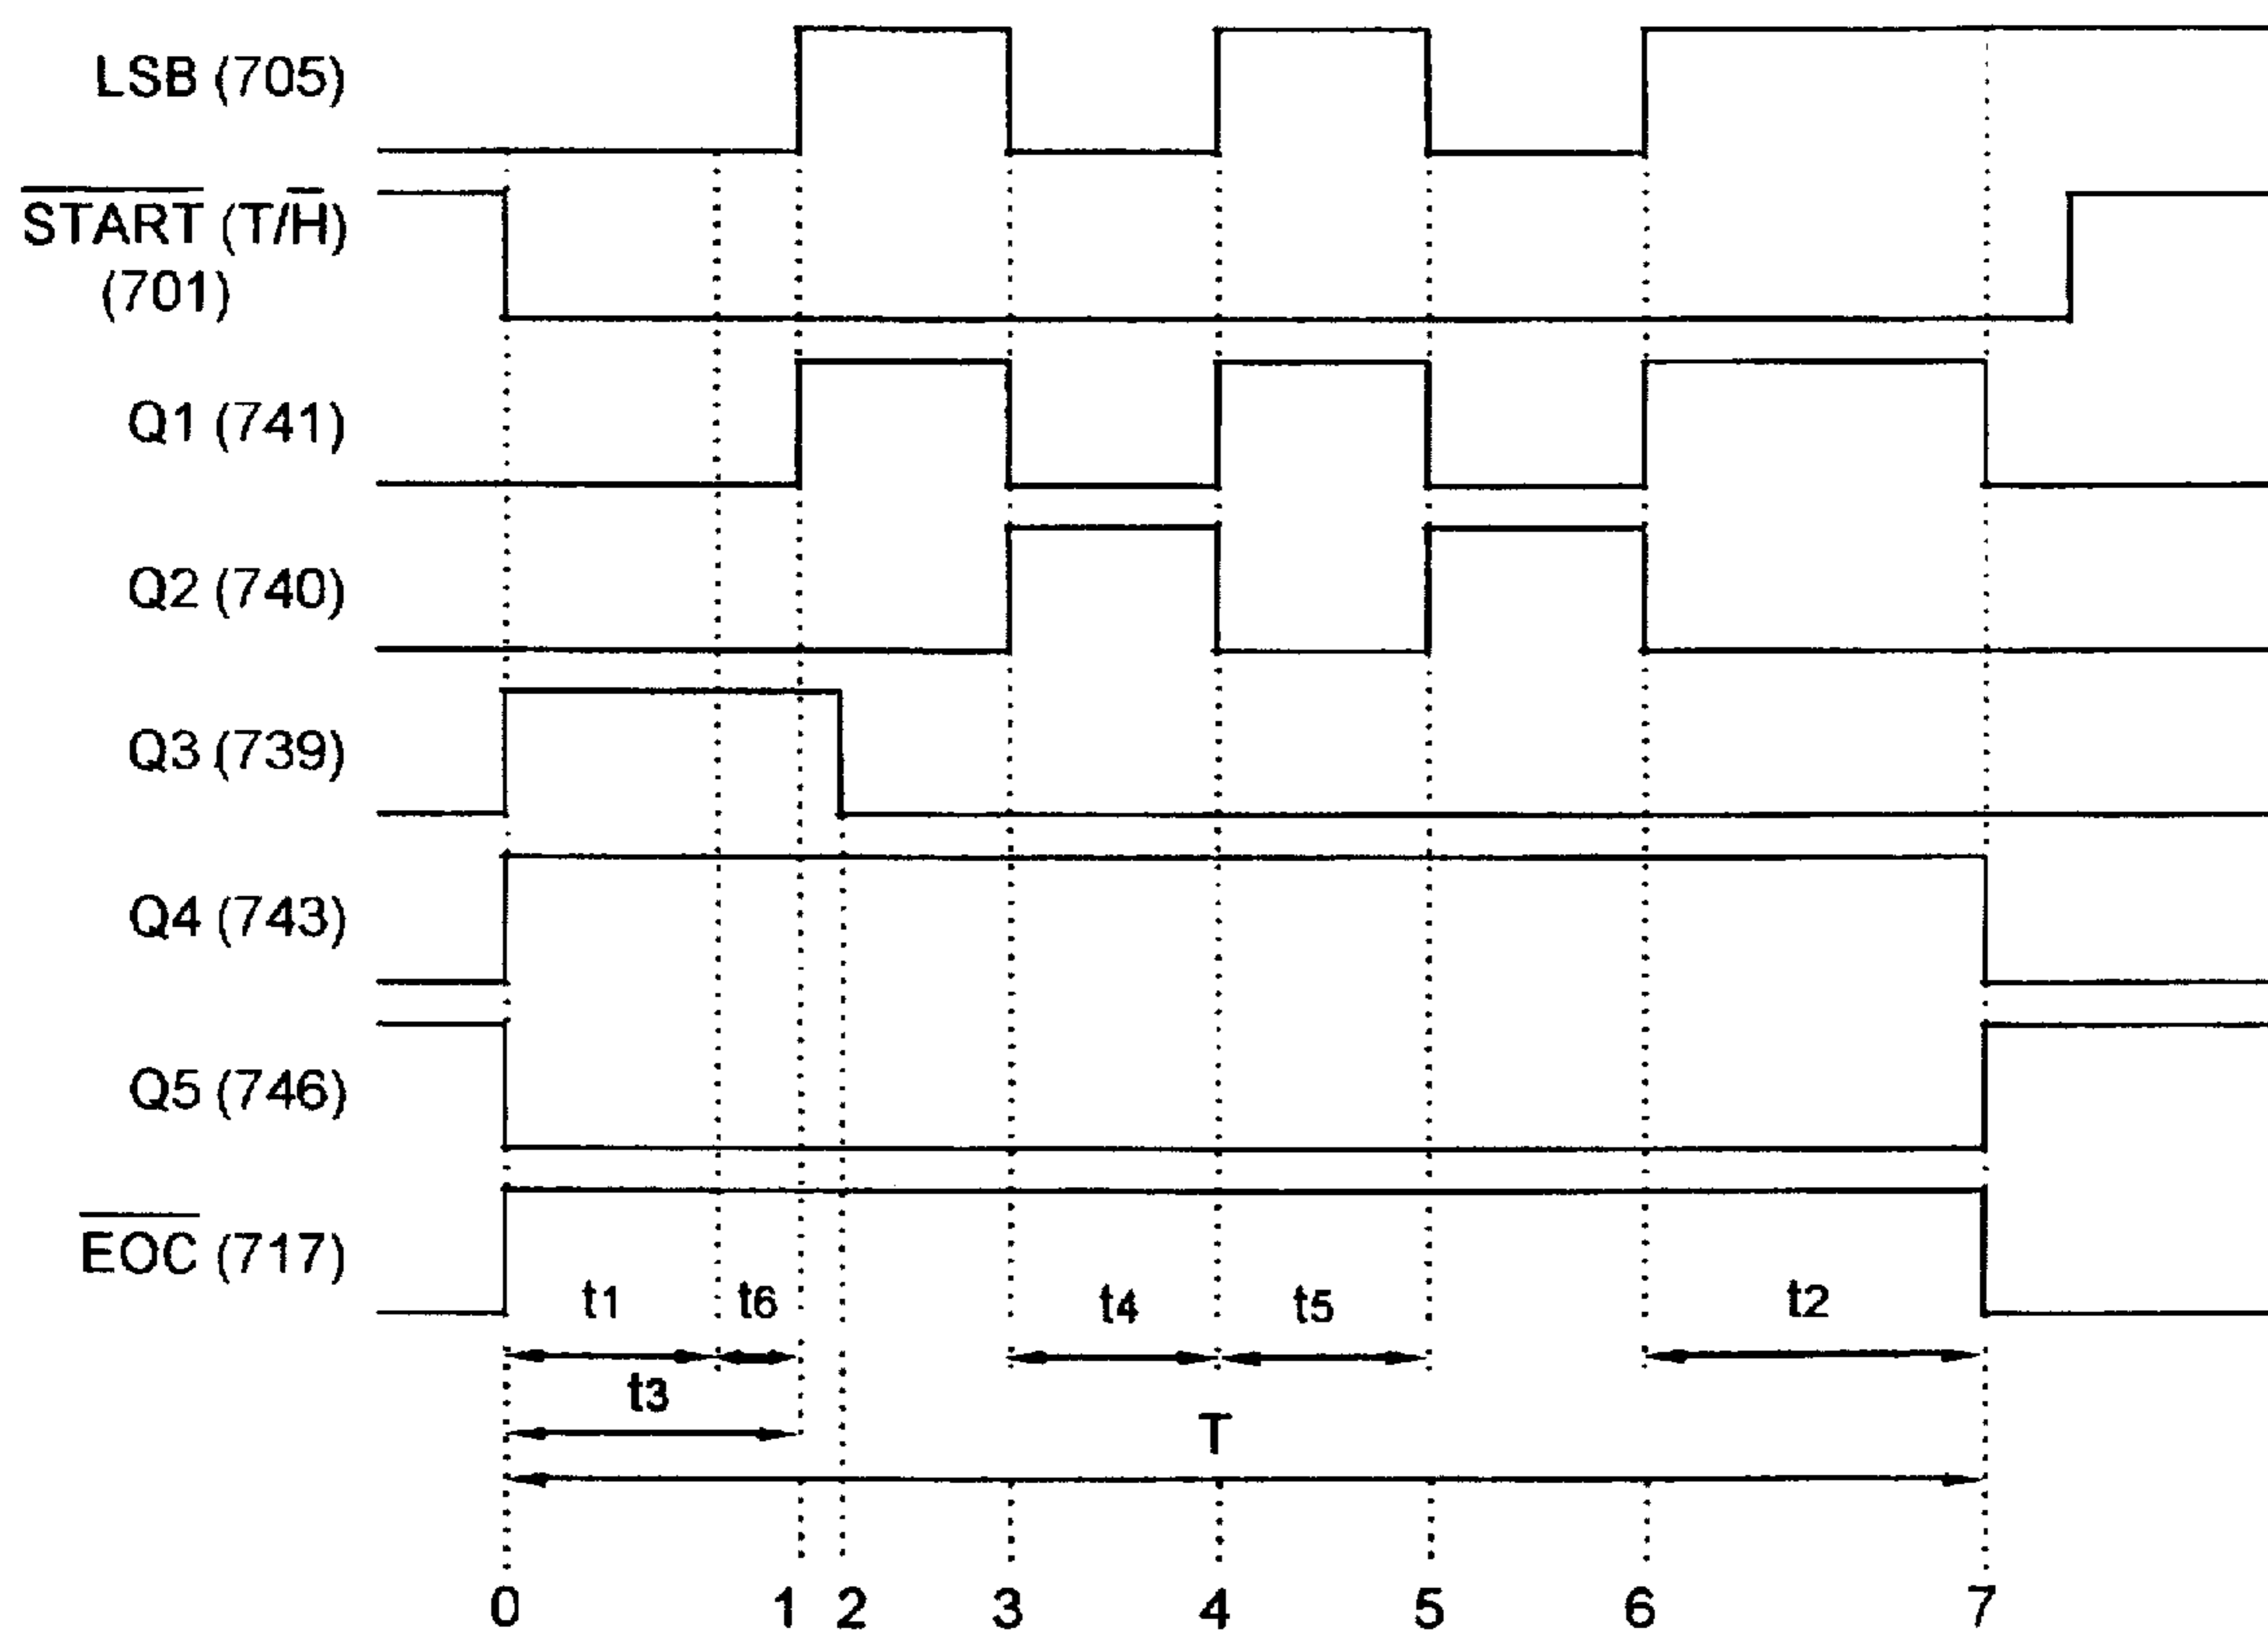 LSB (705)
START (T/H)
(701)
Q1 (741)
Q2 (740)
Q3 (739)
Q4 (743)
Q5 (746)
EOC (717)
t1 t6 t4 t5 t2
t3
T
0 1 2 3 4 5 6 7